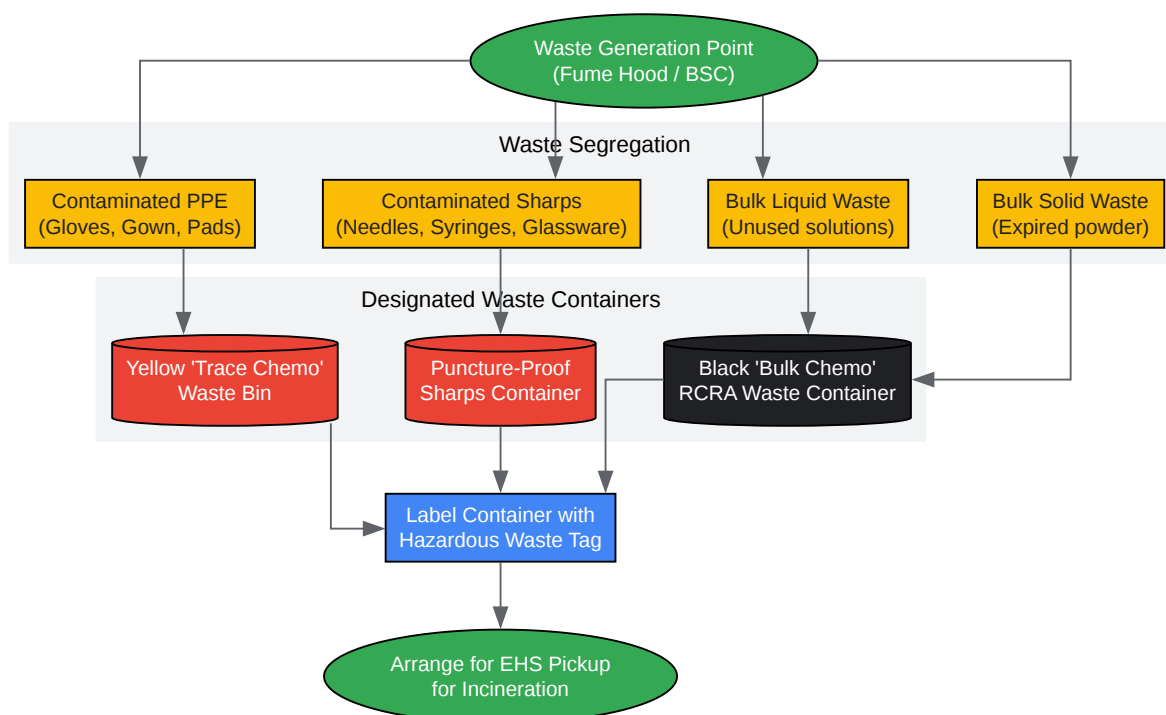 Waste Generation Point
(Fume Hood / BSC)
Waste Segregation
Contaminated PPE
(Gloves, Gown, Pads)
Contaminated Sharps
(Needles, Syringes, Glassware)
Bulk Liquid Waste
(Unused solutions)
Bulk Solid Waste
(Expired powder)
Designated Waste Containers
Yellow 'Trace Chemo'
Waste Bin
Puncture-Proof
Sharps Container
Black 'Bulk Chemo'
RCRA Waste Container
Label Container with
Hazardous Waste Tag
Arrange for EHS Pickup
for Incineration